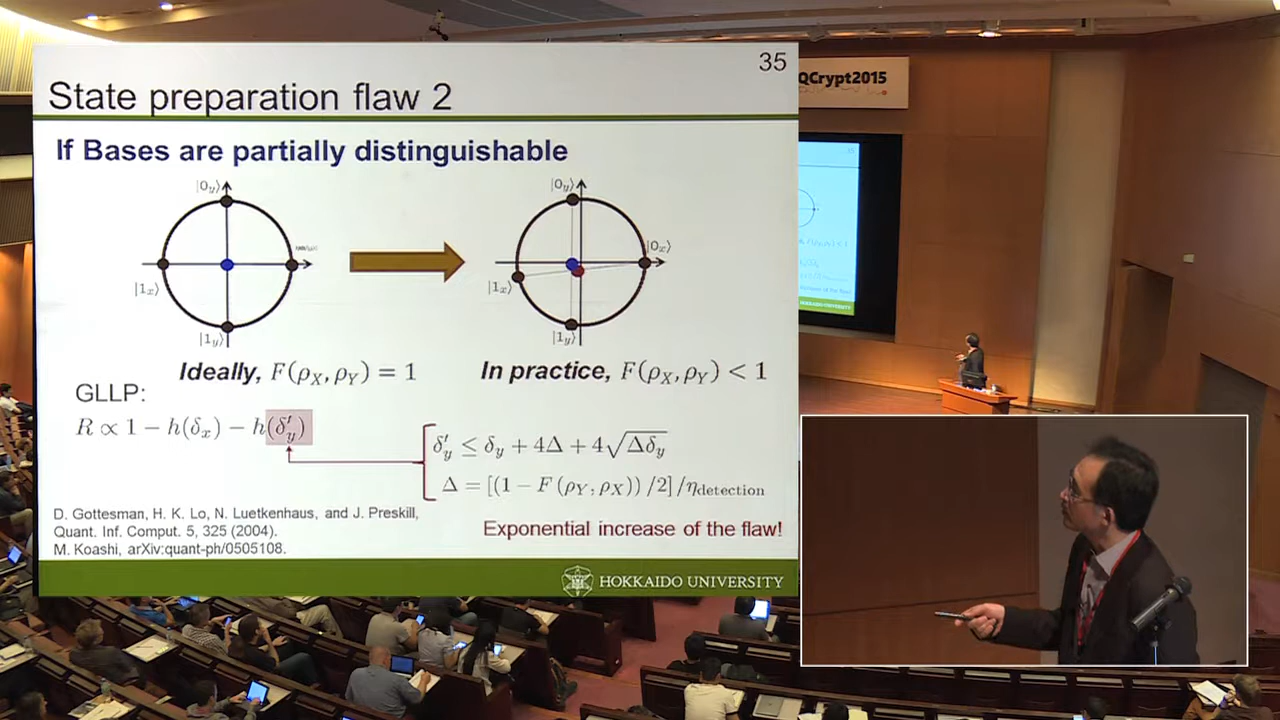 35
State preparation flaw 2
QCrypt2015
If Bases are partially distinguishable
|0_y⟩
|0_y⟩
|0_x⟩
|1_x⟩
|1_x⟩
|1_y⟩
|1_y⟩
Ideally, F(ρ_X, ρ_Y) = 1
In practice, F(ρ_X, ρ_Y) < 1
GLLP:
R ∝ 1 − h(δ_x) − h(δ′_y)
δ′_y ≤ δ_y + 4Δ + 4√(Δδ_y)
Δ = [(1 − F (ρ_Y, ρ_X)) /2] /η_detection
D. Gottesman, H. K. Lo, N. Luetkenhaus, and J. Preskill,
Quant. Inf. Comput. 5, 325 (2004).
M. Koashi, arXiv:quant-ph/0505108.
Exponential increase of the flaw!
HOKKAIDO UNIVERSITY
HOKKAIDO UNIVERSITY